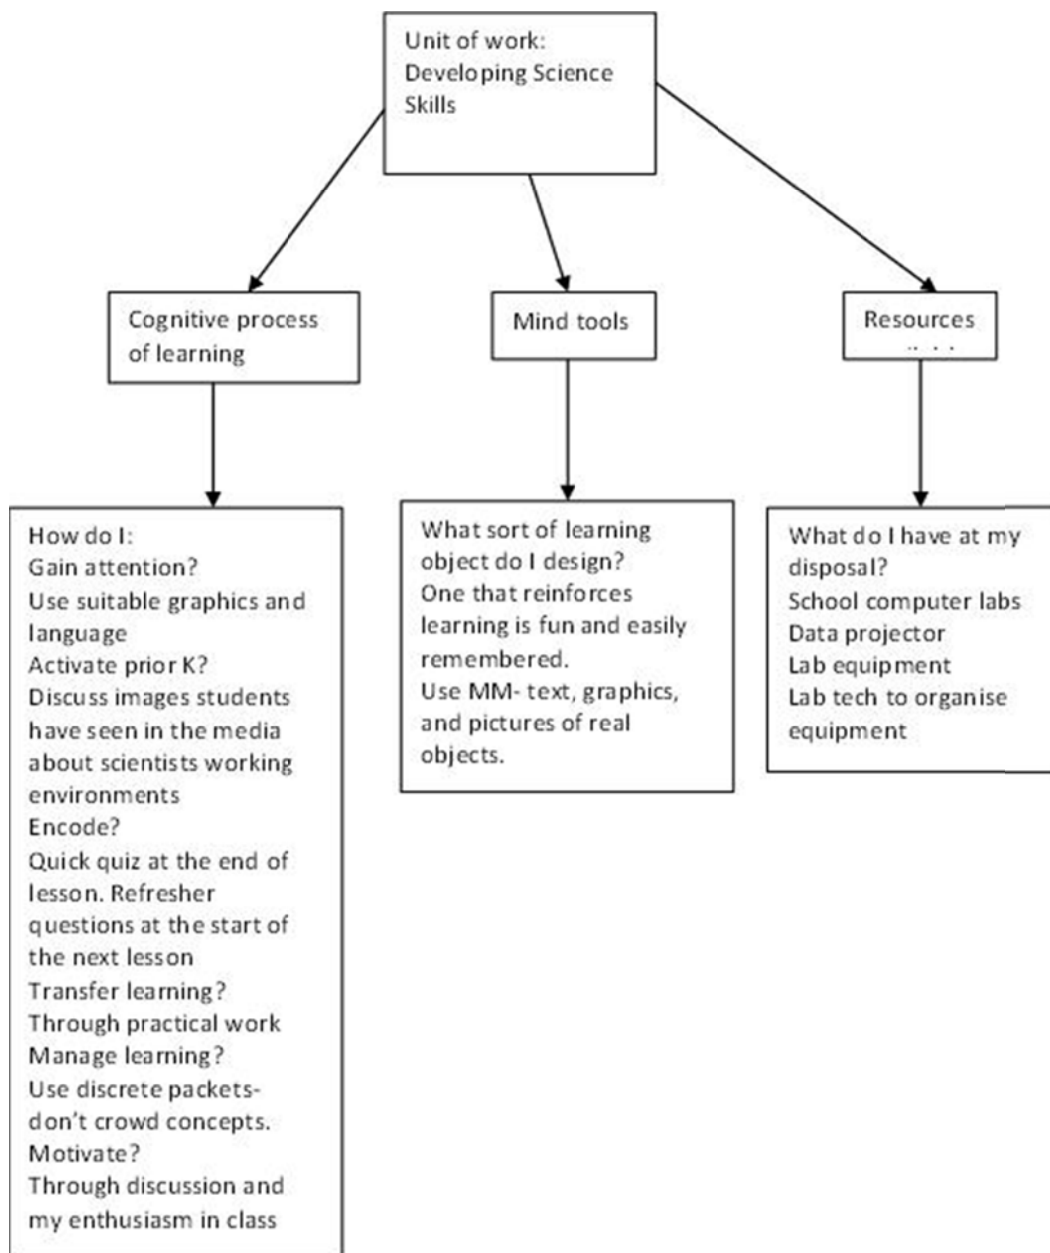 Unit of work:
Developing Science
Skills
Cognitive process
of learning
Mind tools
Resources
How do I:
Gain attention?
Use suitable graphics and
language
Activate prior K?
Discuss images students
have seen in the media
about scientists working
environments
Encode?
Quick quiz at the end of
lesson. Refresher
questions at the start of
the next lesson
Transfer learning?
Through practical work
Manage learning?
Use discrete packets-
don't crowd concepts.
Motivate?
Through discussion and
my enthusiasm in class
What sort of learning
object do I design?
One that reinforces
learning is fun and easily
remembered.
Use MM- text, graphics,
and pictures of real
objects.
What do I have at my
disposal?
School computer labs
Data projector
Lab equipment
Lab tech to organise
equipment